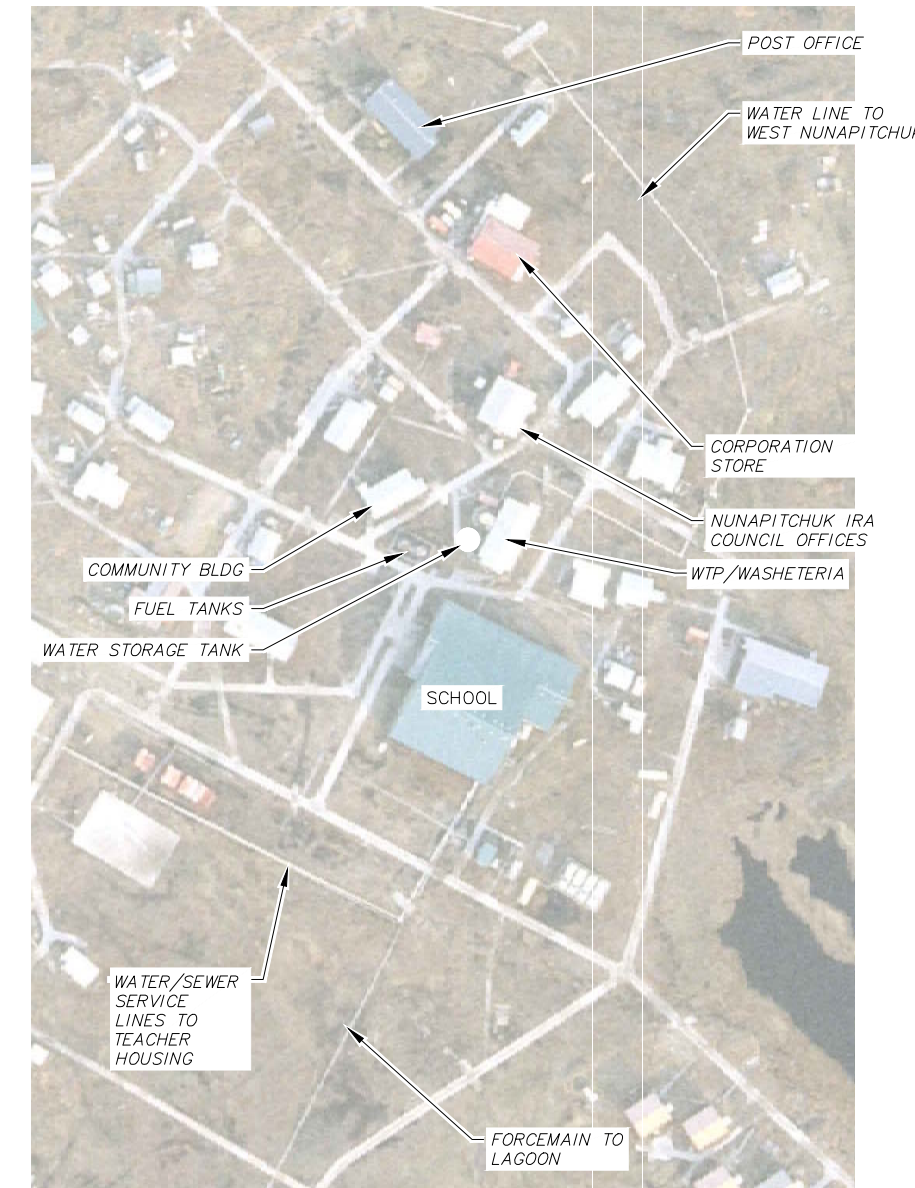 POST OFFICE
WATER LINE TO
WEST NUNAPITCHUK
CORPORATION
STORE
NUNAPITCHUK IRA
COUNCIL OFFICES
WTP/WASHETERIA
COMMUNITY BLDG
FUEL TANKS
WATER STORAGE TANK
SCHOOL
WATER/SEWER
SERVICE
LINES TO
TEACHER
HOUSING
FORCEMAIN TO
LAGOON